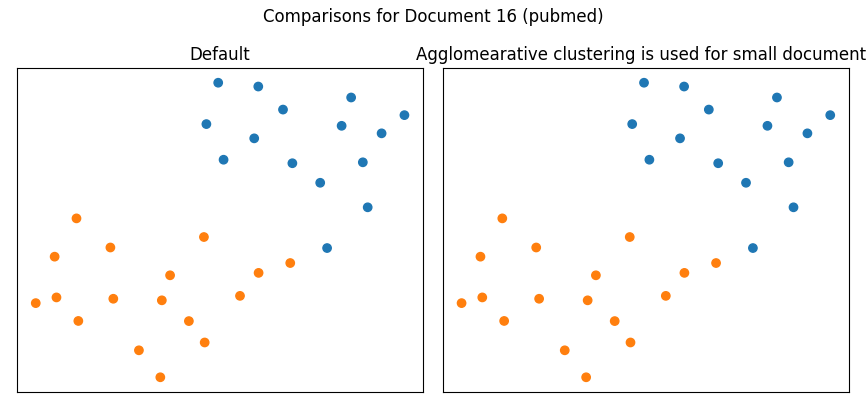 Comparisons for Document 16 (pubmed)
Default
Agglomearative clustering is used for small document